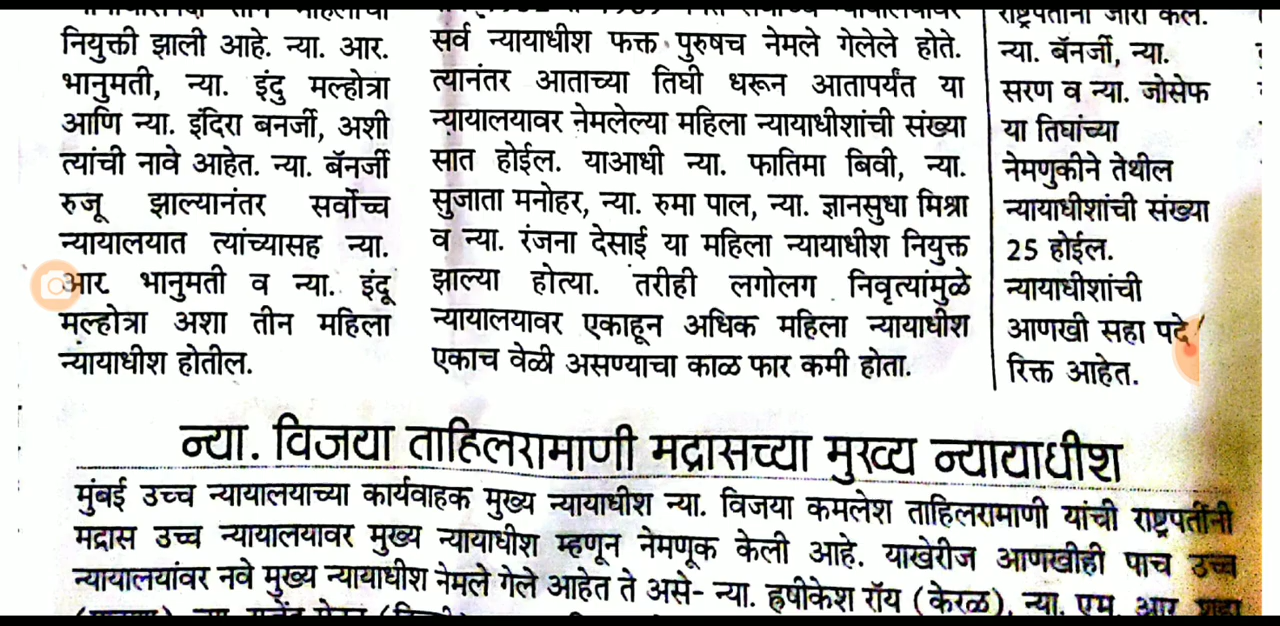 नियुक्ती झाली आहे. न्या. आर.
भानुमती, न्या. इंदु मल्होत्रा
आणि न्या. इंदिरा बनर्जी, अशी
त्यांची नावे आहेत. न्या. बॅनर्जी
रुजू झाल्यानंतर सर्वोच्च
न्यायालयात त्यांच्यासह न्या.
आर. भानुमती व न्या. इंदू
मल्होत्रा अशा तीन महिला
न्यायाधीश होतील.
सर्व न्यायाधीश फक्त पुरुषच नेमले गेलेले होते.
त्यानंतर आताच्या तिघी धरून आतापर्यंत या
न्यायालयावर नेमलेल्या महिला न्यायाधीशांची संख्या
सात होईल. याआधी न्या. फातिमा बिवी, न्या.
सुजाता मनोहर, न्या. रुमा पाल, न्या. ज्ञानसुधा मिश्रा
व न्या. रंजना देसाई या महिला न्यायाधीश नियुक्त
झाल्या होत्या. तरीही लगोलग निवृत्यांमुळे
न्यायालयावर एकाहून अधिक महिला न्यायाधीश
एकाच वेळी असण्याचा काळ फार कमी होता.
राष्ट्रपतींनी जारी केले.
न्या. बॅनर्जी, न्या.
सरण व न्या. जोसेफ
या तिघांच्या
नेमणुकीने तेथील
न्यायाधीशांची संख्या
25 होईल.
न्यायाधीशांची
आणखी सहा पदे
रिक्त आहेत.
न्या. विजया ताहिलरामाणी मद्रासच्या मुख्य न्यायाधीश
मुंबई उच्च न्यायालयाच्या कार्यवाहक मुख्य न्यायाधीश न्या. विजया कमलेश ताहिलरामाणी यांची राष्ट्रपतींनी
मद्रास उच्च न्यायालयावर मुख्य न्यायाधीश म्हणून नेमणूक केली आहे. याखेरीज आणखीही पाच उच्च
न्यायालयांवर नवे मुख्य न्यायाधीश नेमले गेले आहेत ते असे- न्या. हृषीकेश रॉय (केरळ), न्या. एम. आर.